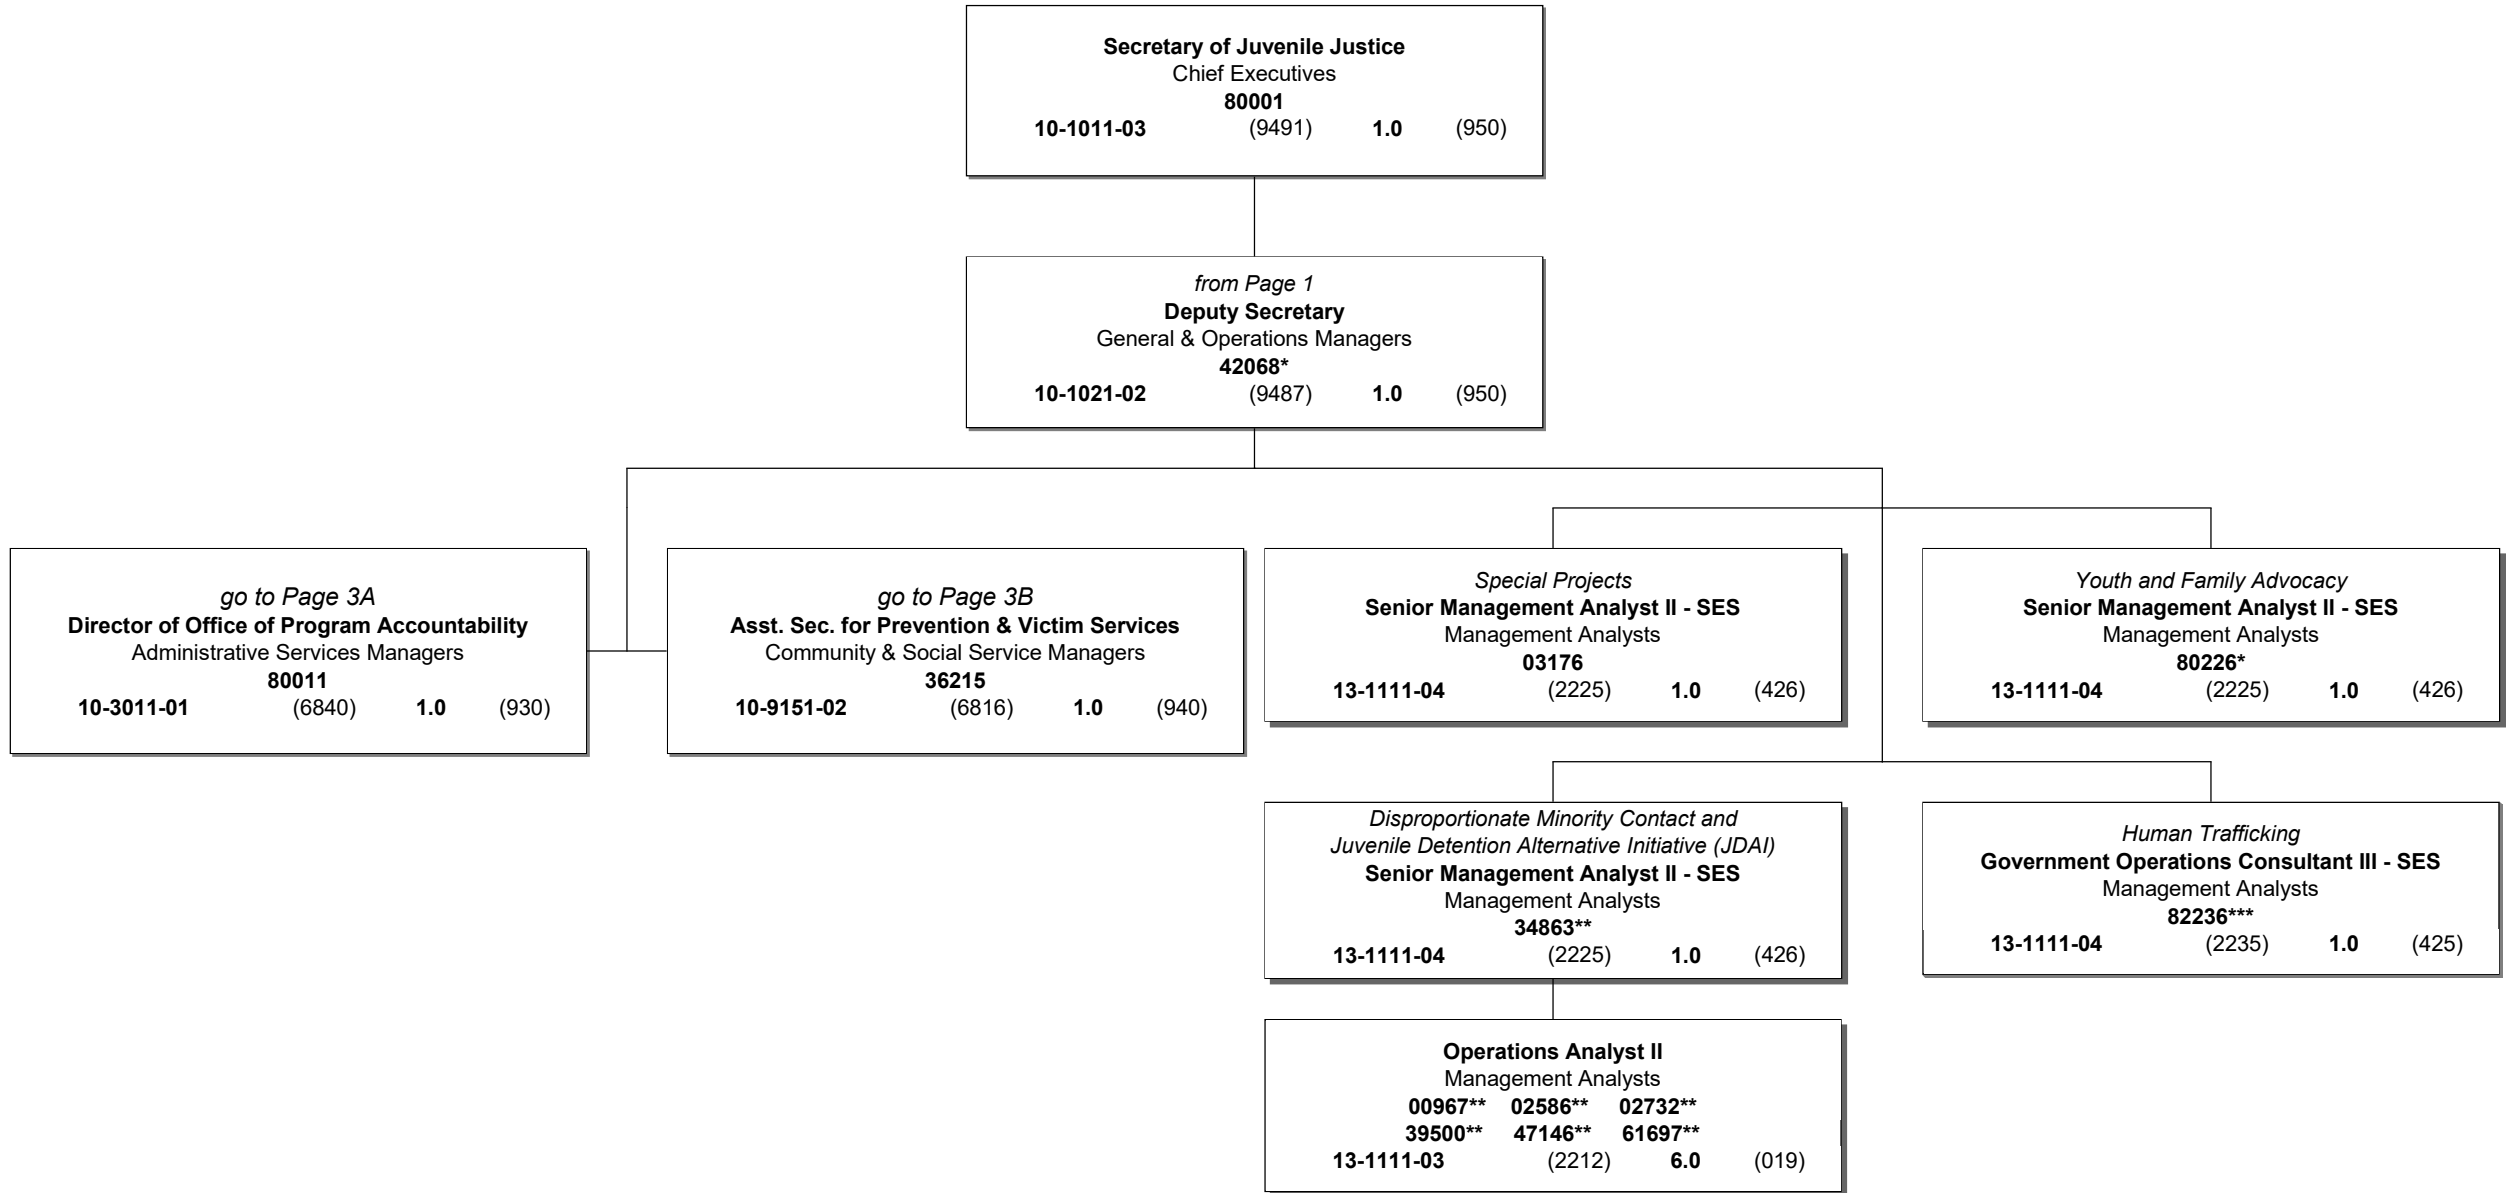 Secretary of Juvenile Justice
Chief Executives
80001
10-1011-03 (9491) 1.0 (950)
from Page 1
Deputy Secretary
General & Operations Managers
42068*
10-1021-02 (9487) 1.0 (950)
go to Page 3A
Director of Office of Program Accountability
Administrative Services Managers
80011
10-3011-01 (6840) 1.0 (930)
go to Page 3B
Asst. Sec. for Prevention & Victim Services
Community & Social Service Managers
36215
10-9151-02 (6816) 1.0 (940)
Special Projects
Senior Management Analyst II - SES
Management Analysts
03176
13-1111-04 (2225) 1.0 (426)
Youth and Family Advocacy
Senior Management Analyst II - SES
Management Analysts
80226*
13-1111-04 (2225) 1.0 (426)
Disproportionate Minority Contact and
Juvenile Detention Alternative Initiative (JDAI)
Senior Management Analyst II - SES
Management Analysts
34863**
13-1111-04 (2225) 1.0 (426)
Human Trafficking
Government Operations Consultant III - SES
Management Analysts
82236***
13-1111-04 (2235) 1.0 (425)
Operations Analyst II
Management Analysts
00967** 02586** 02732**
39500** 47146** 61697**
13-1111-03 (2212) 6.0 (019)